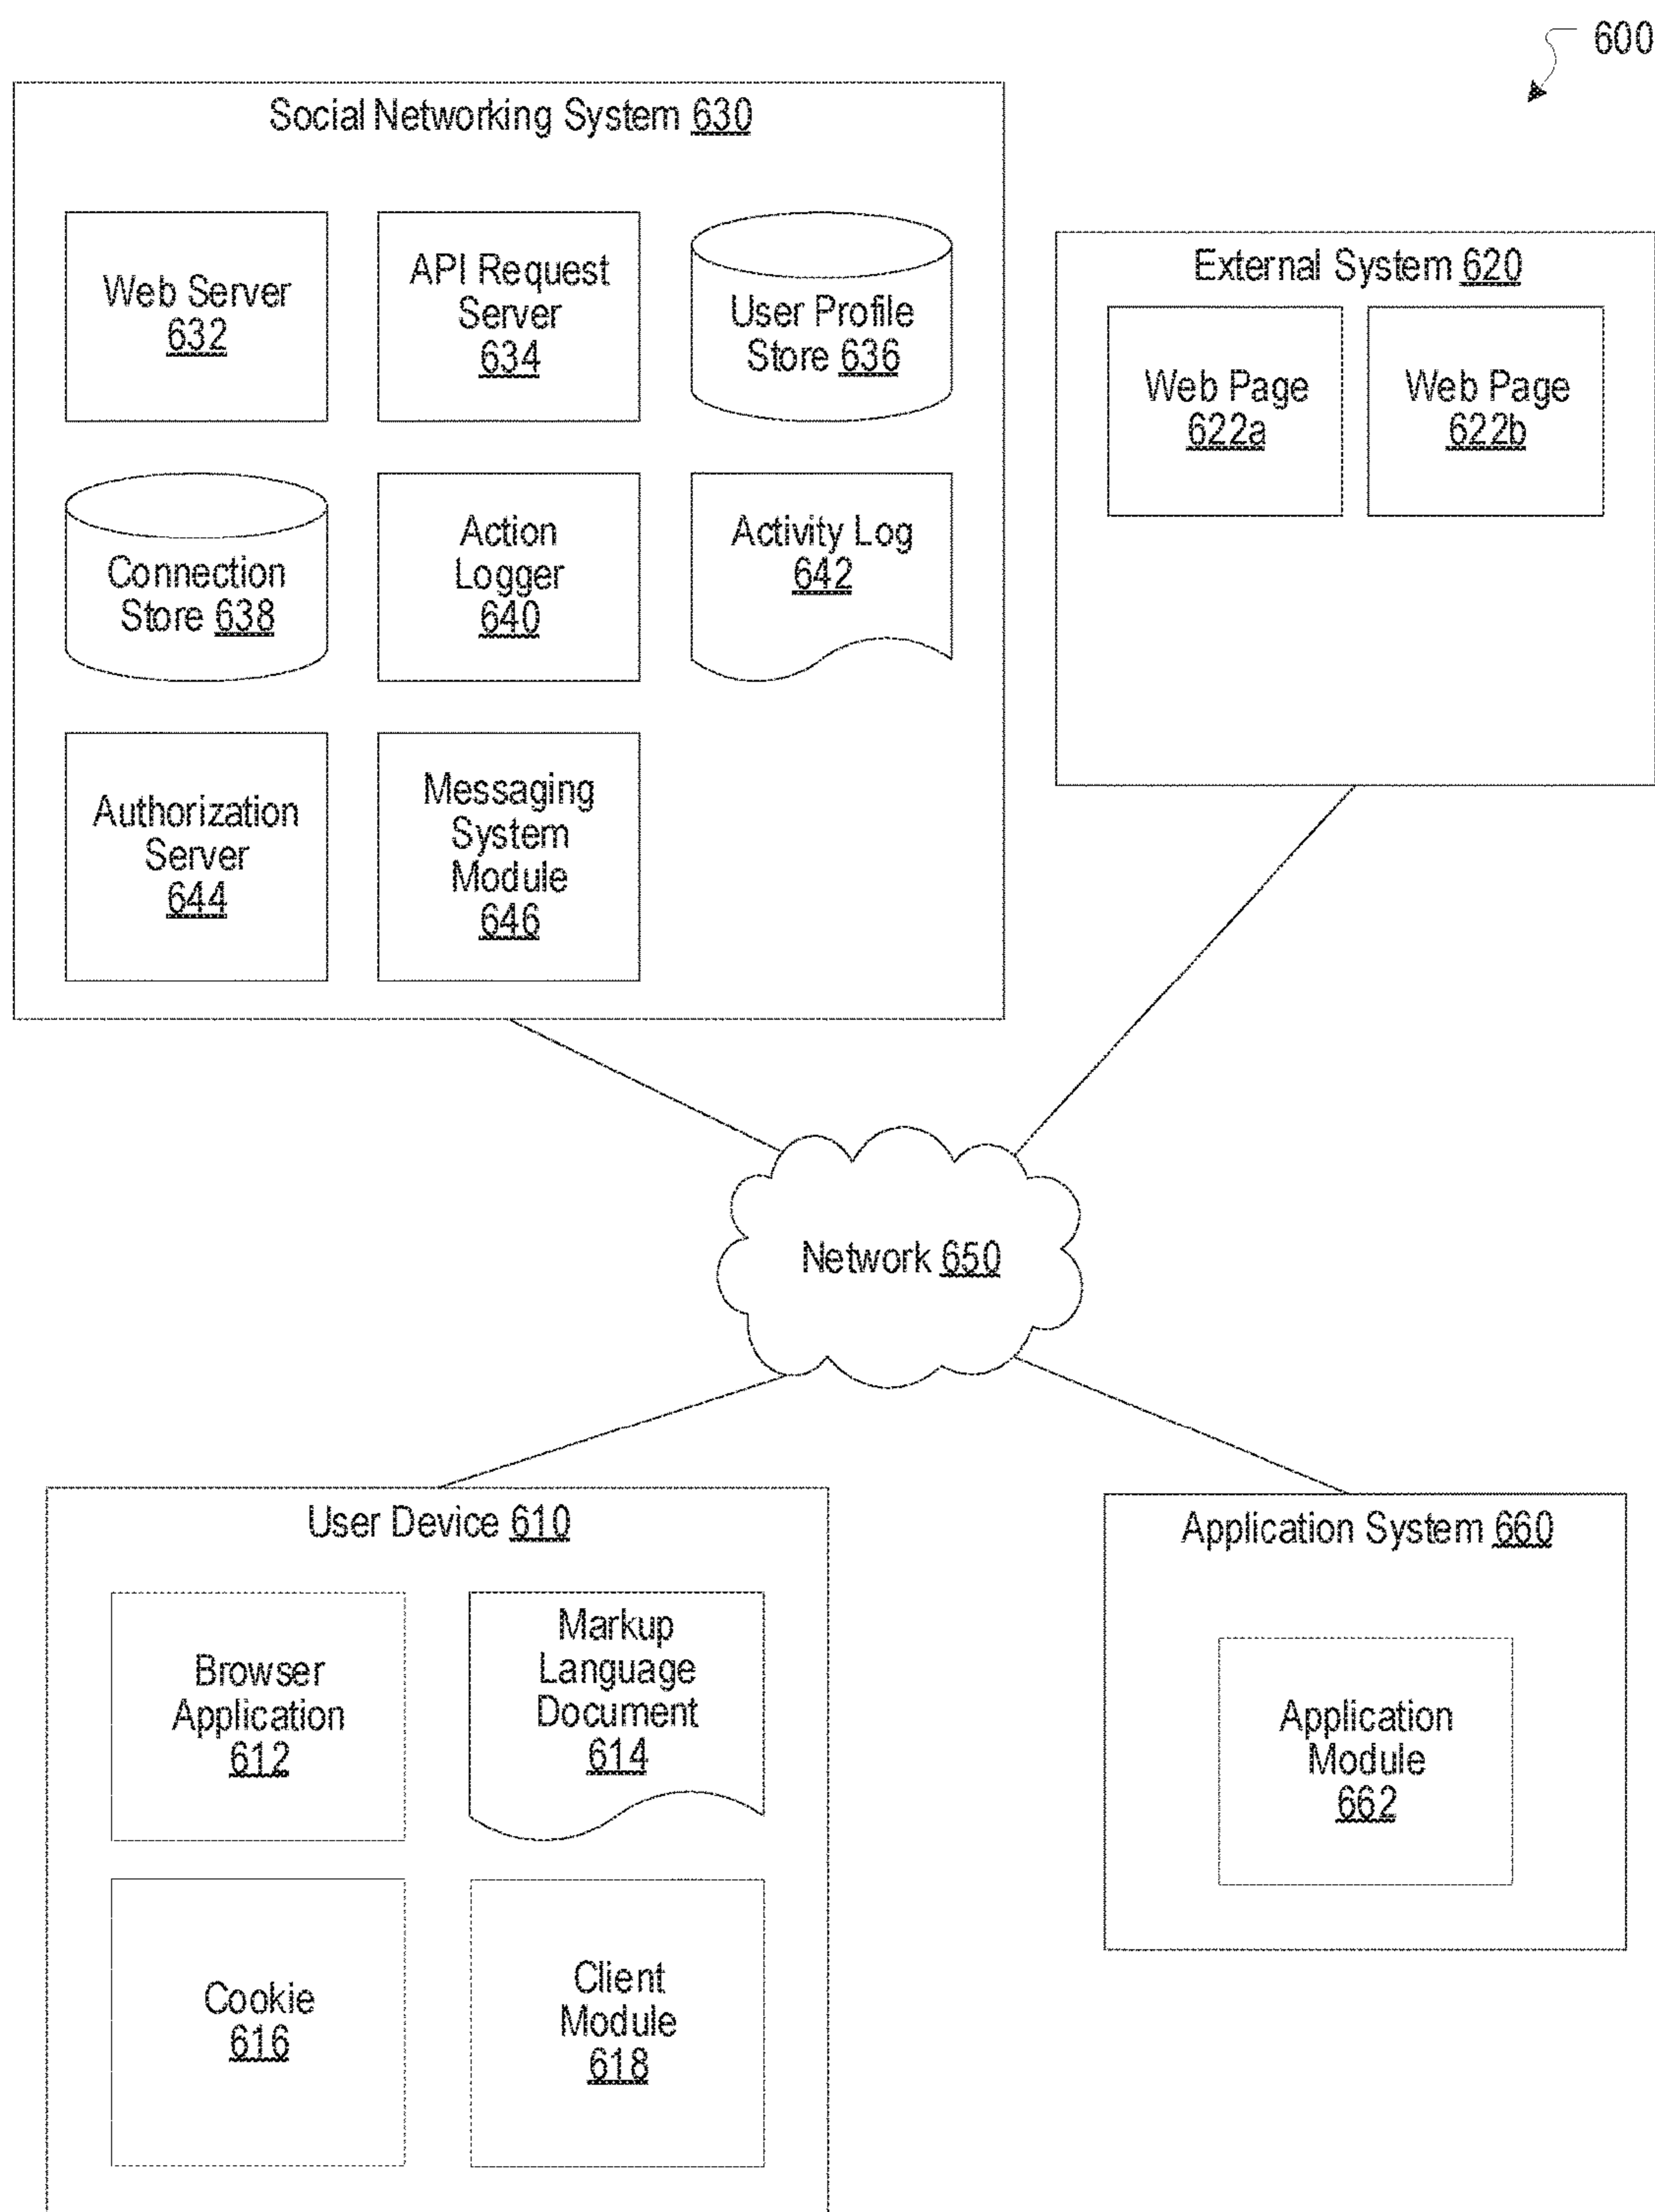 600
Social Networking System 630
Web Server
632
API Request
Server
634
User Profile
Store 636
Connection
Store 638
Action
Logger
640
Activity Log
642
Authorization
Server
644
Messaging
System
Module
646
External System 620
Web Page
622a
Web Page
622b
Network 650
User Device 610
Browser
Application
612
Markup
Language
Document
614
Cookie
616
Client
Module
618
Application System 660
Application
Module
662